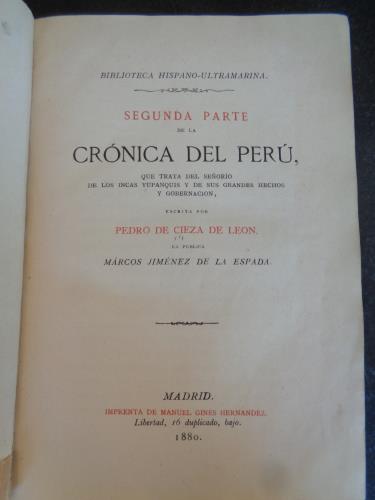 BIBLIOTECA HISPANO-ULTRAMARINA.
SEGUNDA PARTE
DE LA
CRÓNICA DEL PERÚ,
QUE TRATA DEL SEÑORIO
DE LOS INCAS YUPANQUIS Y DE SUS GRANDES HECHOS
Y GOBERNACION,
ESCRITA POR
PEDRO DE CIEZA DE LEON.
LA PUBLICA
MÁRCOS JIMÉNEZ DE LA ESPADA.
MADRID.
IMPRENTA DE MANUEL GINES HERNANDEZ.
Libertad, 16 duplicado, bajo.
1880.